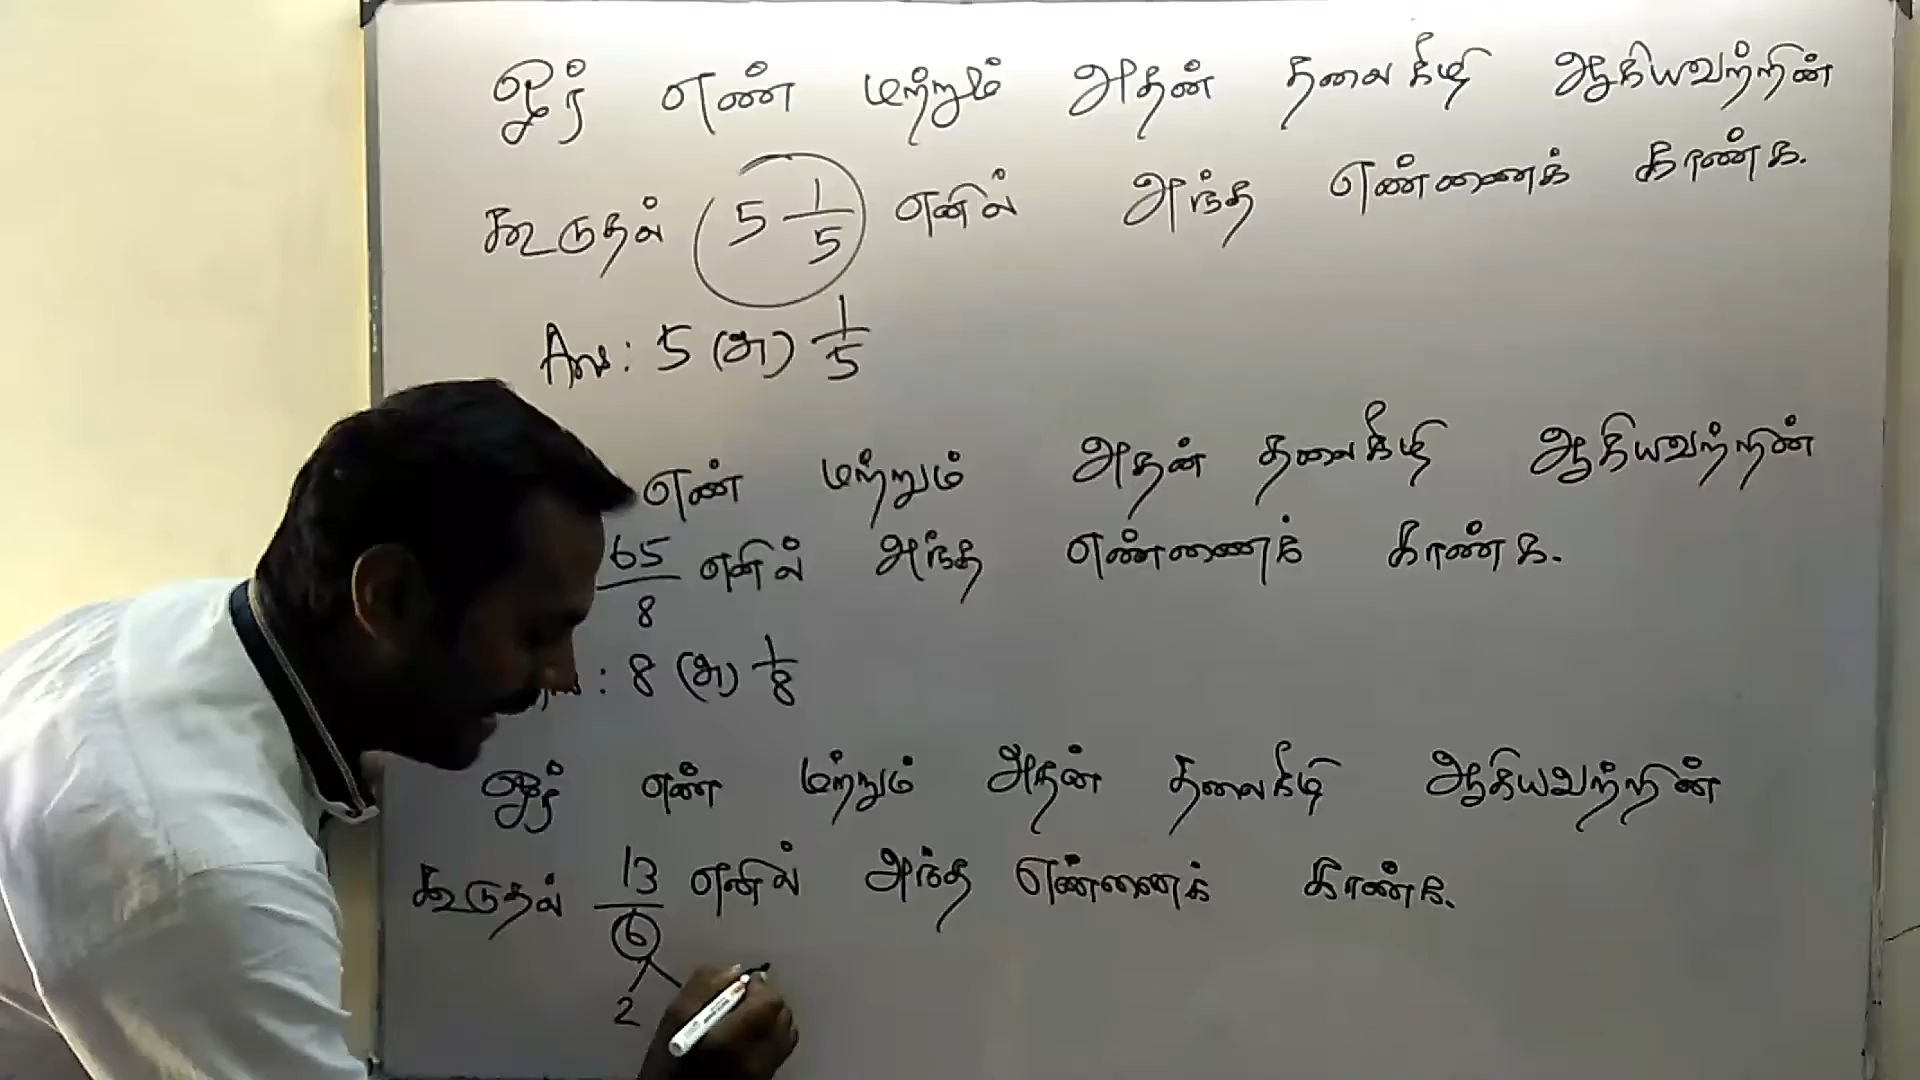 ஓர் எண் மற்றும் அதன் தலைகீழி ஆகியவற்றின்
கூடுதல் 5 1/5 எனில் அந்த எண்ணைக் காண்க.
Ans: 5 (அ) 1/5
எண் மற்றும் அதன் தலைகீழி ஆகியவற்றின்
65/8 எனில் அந்த எண்ணைக் காண்க.
: 8 (அ) 1/8
ஓர் எண் மற்றும் அதன் தலைகீழி ஆகியவற்றின்
கூடுதல் 13/6 எனில் அந்த எண்ணைக் காண்க.
2